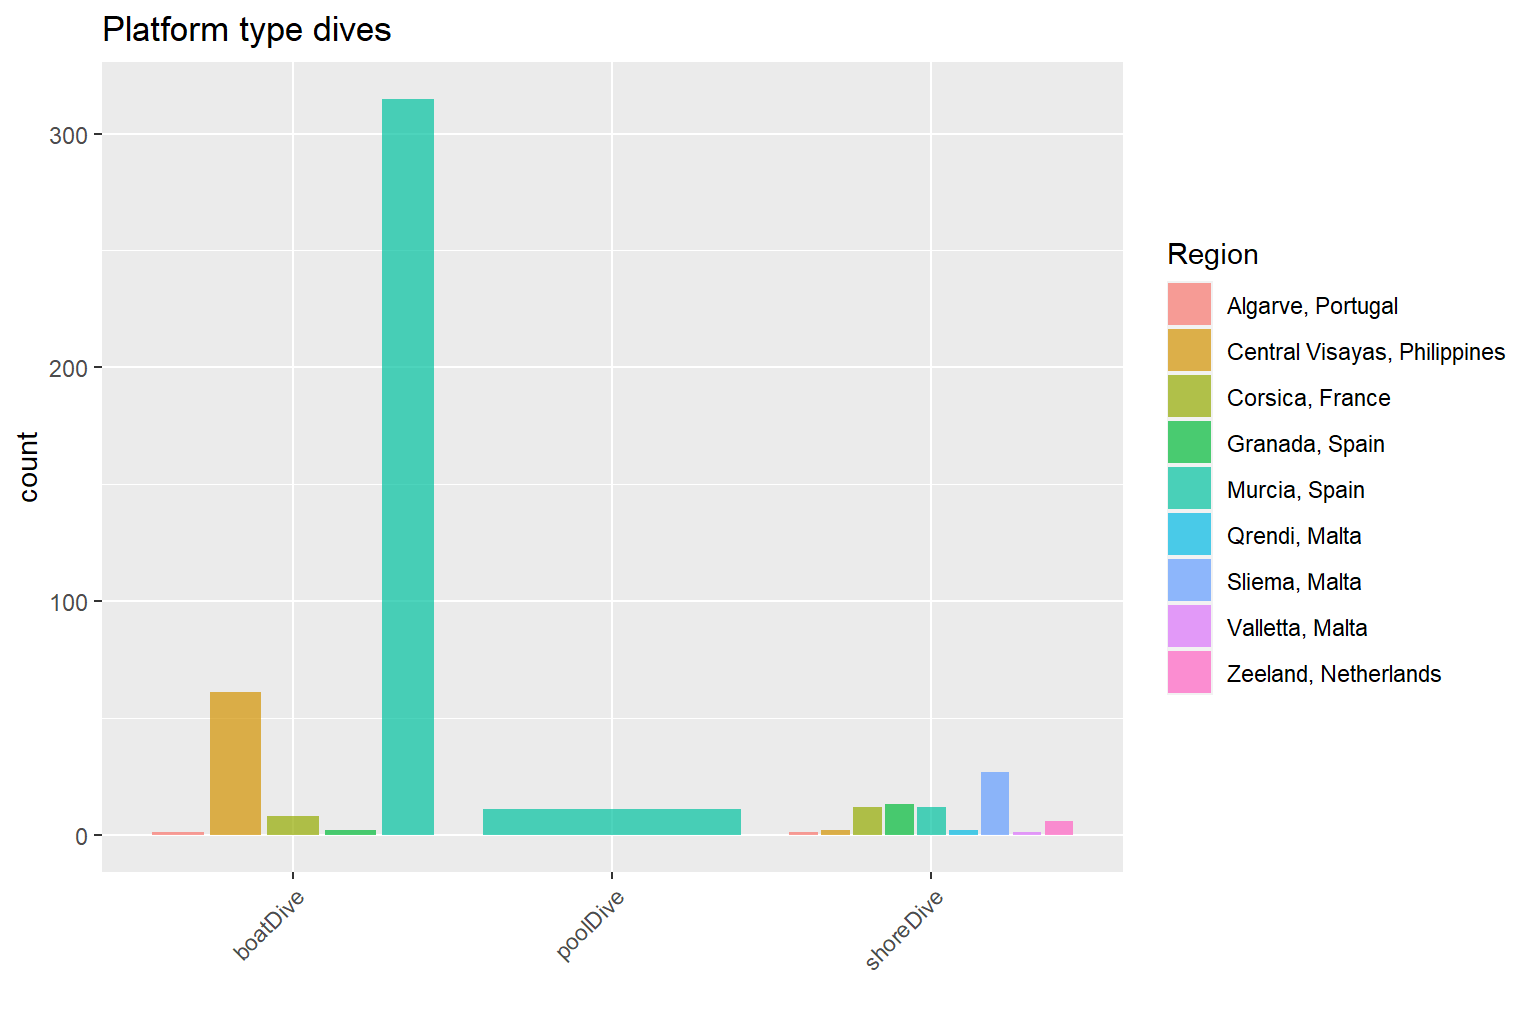 Platform type dives
count
300
200
100
0
boatDive
poolDive
shoreDive
Region
Algarve, Portugal
Central Visayas, Philippines
Corsica, France
Granada, Spain
Murcia, Spain
Qrendi, Malta
Sliema, Malta
Valletta, Malta
Zeeland, Netherlands